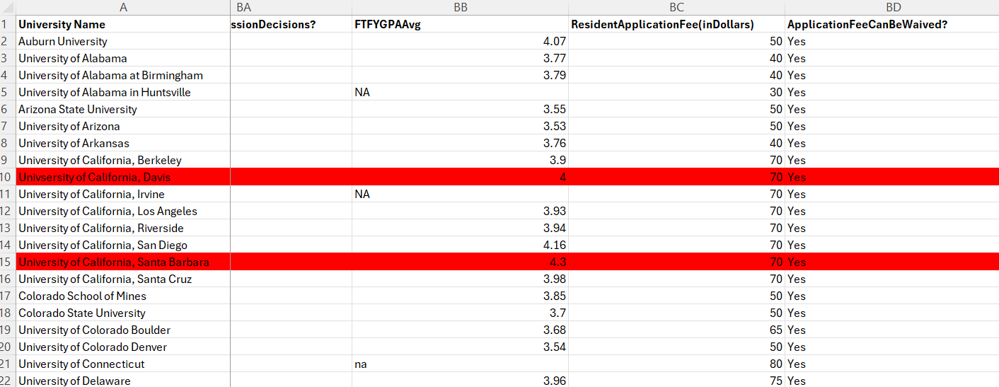 A BA BB BC BD
1 University Name ssionDecisions? FTFYGPAAvg ResidentApplicationFee(inDollars) ApplicationFeeCanBeWaived?
2 Auburn University 4.07 50 Yes
3 University of Alabama 3.77 40 Yes
4 University of Alabama at Birmingham 3.79 40 Yes
5 University of Alabama in Huntsville NA 30 Yes
6 Arizona State University 3.55 50 Yes
7 University of Arizona 3.53 50 Yes
8 University of Arkansas 3.76 40 Yes
9 University of California, Berkeley 3.9 70 Yes
10 Univsersity of California, Davis 4 70 Yes
11 University of California, Irvine NA 70 Yes
12 University of California, Los Angeles 3.93 70 Yes
13 University of California, Riverside 3.94 70 Yes
14 University of California, San Diego 4.16 70 Yes
15 University of California, Santa Barbara 4.3 70 Yes
16 University of California, Santa Cruz 3.98 70 Yes
17 Colorado School of Mines 3.85 50 Yes
18 Colorado State University 3.7 50 Yes
19 University of Colorado Boulder 3.68 65 Yes
20 University of Colorado Denver 3.54 50 Yes
21 University of Connecticut na 80 Yes
22 University of Delaware 3.96 75 Yes